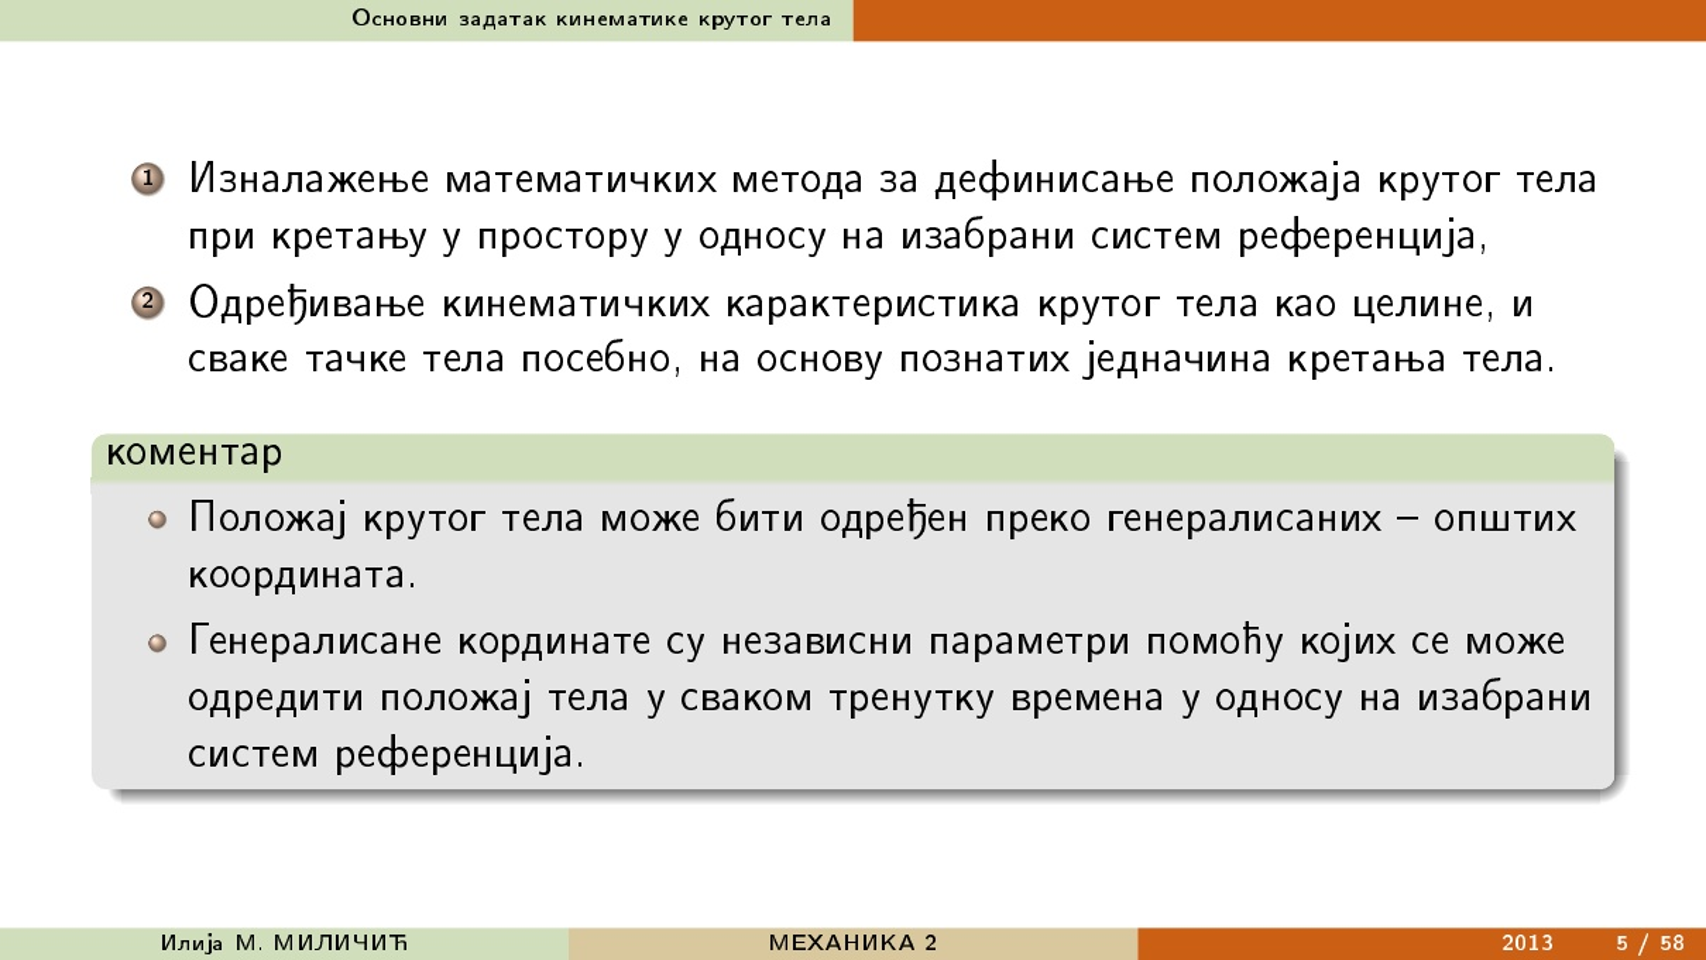 Основни задатак кинематике крутог тела
1 Изналажење математичких метода за дефинисање положаја крутог тела
при кретању у простору у односу на изабрани систем референција,
2 Одређивање кинематичких карактеристика крутог тела као целине, и
сваке тачке тела посебно, на основу познатих једначина кретања тела.
коментар
Положај крутог тела може бити одређен преко генералисаних – општих
координата.
Генералисане кординате су независни параметри помоћу којих се може
одредити положај тела у сваком тренутку времена у односу на изабрани
систем референција.
Илија М. МИЛИЧИЋ МЕХАНИКА 2 2013 5 / 58